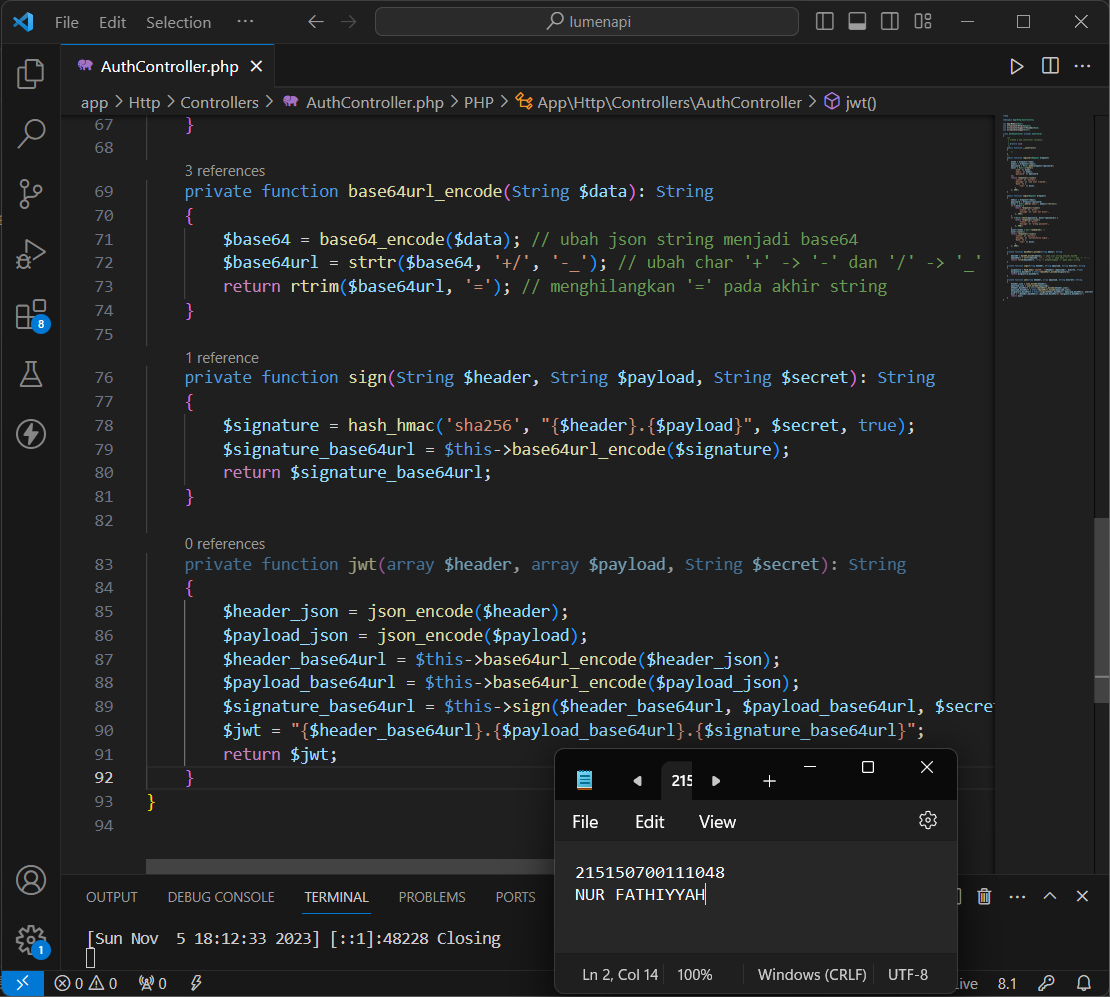 File Edit Selection ··· lumenapi
AuthController.php
app > Http > Controllers > AuthController.php > PHP > App\Http\Controllers\AuthController > jwt()
67 }
68
3 references
69 private function base64url_encode(String $data): String
70 {
71 $base64 = base64_encode($data); // ubah json string menjadi base64
72 $base64url = strtr($base64, '+/', '-_'); // ubah char '+' -> '-' dan '/' -> '_'
73 return rtrim($base64url, '='); // menghilangkan '=' pada akhir string
74 }
75
1 reference
76 private function sign(String $header, String $payload, String $secret): String
77 {
78 $signature = hash_hmac('sha256', "{$header}.{$payload}", $secret, true);
79 $signature_base64url = $this->base64url_encode($signature);
80 return $signature_base64url;
81 }
82
0 references
83 private function jwt(array $header, array $payload, String $secret): String
84 {
85 $header_json = json_encode($header);
86 $payload_json = json_encode($payload);
87 $header_base64url = $this->base64url_encode($header_json);
88 $payload_base64url = $this->base64url_encode($payload_json);
89 $signature_base64url = $this->sign($header_base64url, $payload_base64url, $secre
90 $jwt = "{$header_base64url}.{$payload_base64url}.{$signature_base64url}";
91 return $jwt;
92 }
93 }
94
8
1
OUTPUT DEBUG CONSOLE TERMINAL PROBLEMS PORTS
[Sun Nov 5 18:12:33 2023] [::1]:48228 Closing
0 0 0 8.1
215
File Edit View
215150700111048
NUR FATHIYYAH
Ln 2, Col 14 100% Windows (CRLF) UTF-8